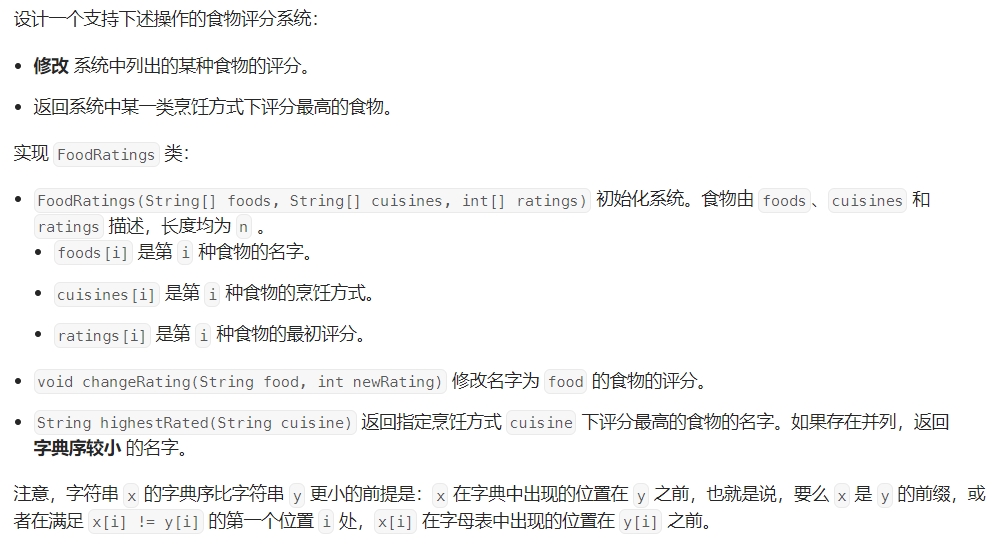 设计一个支持下述操作的食物评分系统：
• 修改 系统中列出的某种食物的评分。
• 返回系统中某一类烹饪方式下评分最高的食物。
实现 FoodRatings 类：
• FoodRatings(String[] foods, String[] cuisines, int[] ratings) 初始化系统。食物由 foods、cuisines 和
ratings 描述，长度均为 n 。
• foods[i] 是第 i 种食物的名字。
• cuisines[i] 是第 i 种食物的烹饪方式。
• ratings[i] 是第 i 种食物的最初评分。
• void changeRating(String food, int newRating) 修改名字为 food 的食物的评分。
• String highestRated(String cuisine) 返回指定烹饪方式 cuisine 下评分最高的食物的名字。如果存在并列，返回
字典序较小 的名字。
注意，字符串 x 的字典序比字符串 y 更小的前提是：x 在字典中出现的位置在 y 之前，也就是说，要么 x 是 y 的前缀，或
者在满足 x[i] != y[i] 的第一个位置 i 处，x[i] 在字母表中出现的位置在 y[i] 之前。